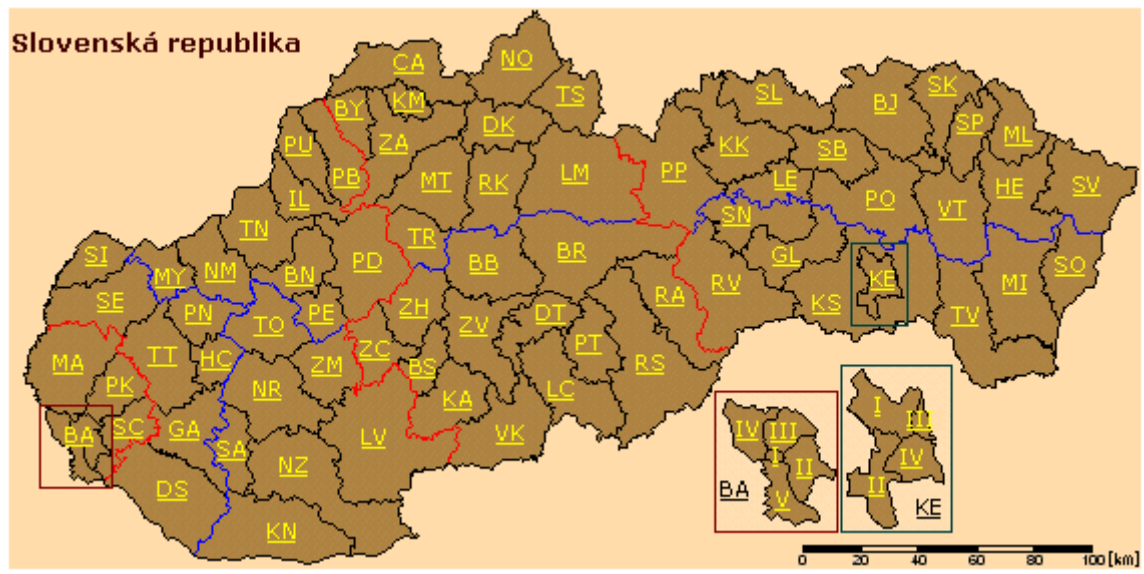 Slovenská republika
CA
NO
KM
TS
BY
DK
ZA
PU
PB
MT
RK
LM
IL
TN
TR
SL
BJ
SK
SP
ML
KK
SB
PP
LE
PO
HE
SV
VT
SN
GL
KE
SI
MY
NM
BN
PD
BB
BR
RV
RA
KS
MI
SO
TV
SE
PN
TO
PE
ZH
ZV
DT
PT
MA
TT
HC
ZM
ZC
BS
RS
PK
NR
KA
LC
BA
SC
GA
SA
LV
VK
DS
NZ
KN
IV
III
I
II
V
BA
I
III
IV
II
KE
0 20 40 60 80 100 [km]